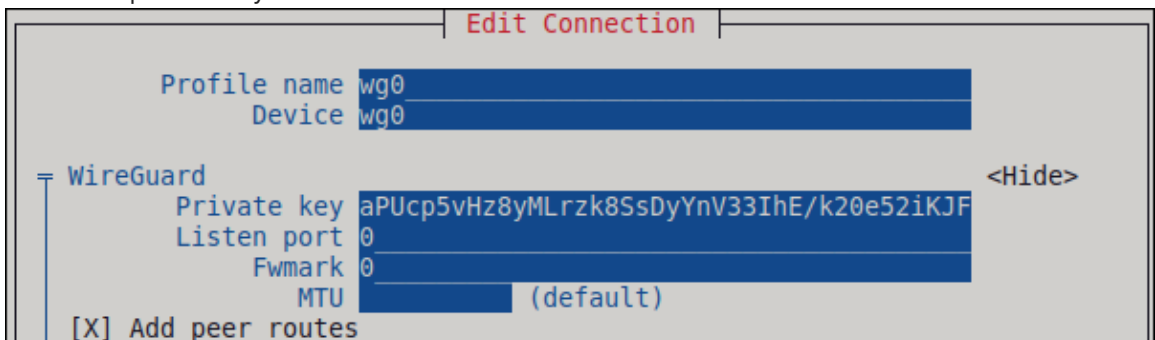 Edit Connection
Profile name wg0
Device wg0
WireGuard <Hide>
Private key aPUcp5vHz8yMLrzk8SsDyYnV33IhE/k20e52iKJF
Listen port 0
Fwmark 0
MTU (default)
[X] Add peer routes